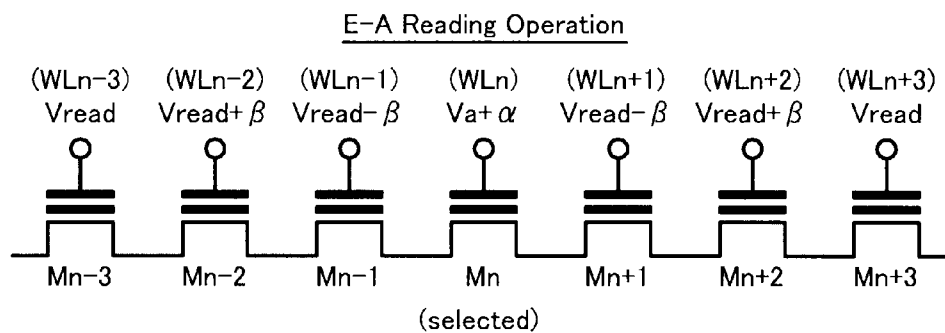 E-A Reading Operation
(WLn-3) (WLn-2) (WLn-1) (WLn) (WLn+1) (WLn+2) (WLn+3)
Vread Vread+β Vread-β Va+α Vread-β Vread+β Vread
Mn-3 Mn-2 Mn-1 Mn Mn+1 Mn+2 Mn+3
(selected)